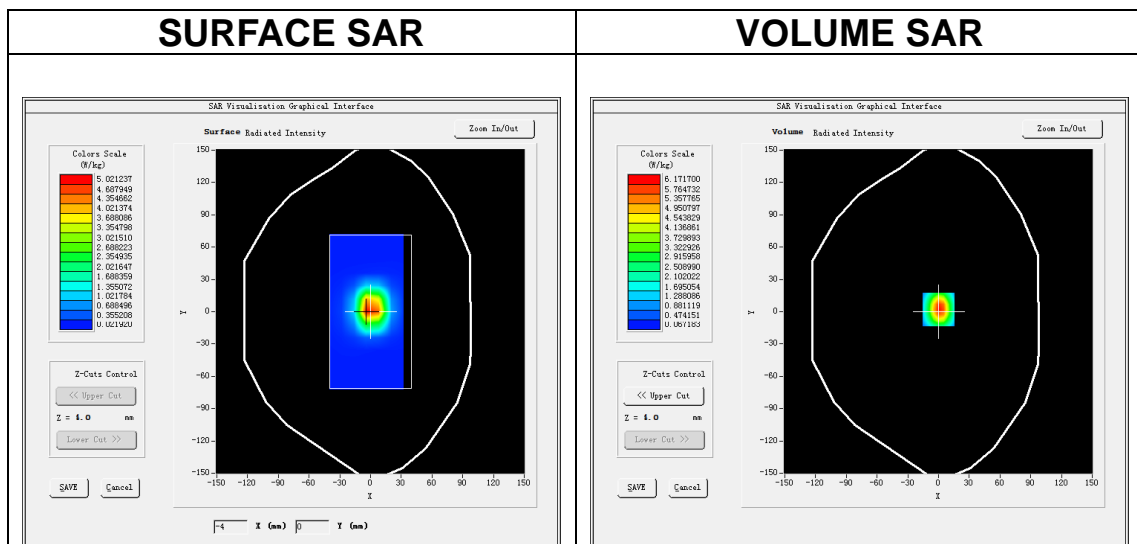 SURFACE SAR
VOLUME SAR
SAR Visualisation Graphical Interface
Surface Radiated Intensity
Zoom In/Out
Colors Scale
(W/kg)
5.021237
4.687949
4.354662
4.021374
3.688086
3.354798
3.021510
2.688223
2.354935
2.021647
1.688359
1.355072
1.021784
0.688496
0.355208
0.021920
150
120
90
60
30
0
-30
-60
-90
-120
-150
Y
-150 -120 -90 -60 -30 0 30 60 90 120 150
X
Z-Cuts Control
<< Upper Cut
Z = 4.0 mm
Lower Cut >>
SAVE
Cancel
-4 X (mm) 0 Y (mm)
SAR Visualisation Graphical Interface
Volume Radiated Intensity
Zoom In/Out
Colors Scale
(W/kg)
6.171700
5.764732
5.357765
4.950797
4.543829
4.136861
3.729893
3.322926
2.915958
2.508990
2.102022
1.695054
1.288086
0.881119
0.474151
0.067183
150
120
90
60
30
0
-30
-60
-90
-120
-150
Y
-150 -120 -90 -60 -30 0 30 60 90 120 150
X
Z-Cuts Control
<< Upper Cut
Z = 4.0 mm
Lower Cut >>
SAVE
Cancel